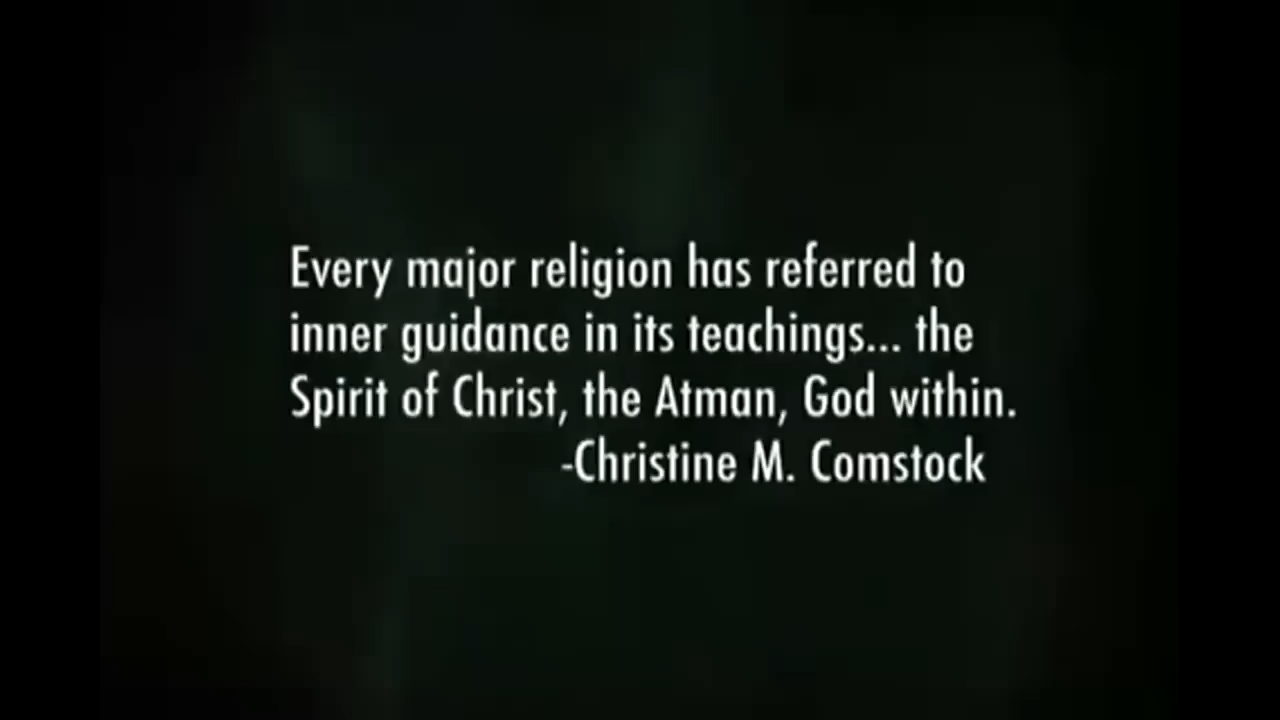 Every major religion has referred to
inner guidance in its teachings... the
Spirit of Christ, the Atman, God within.
-Christine M. Comstock